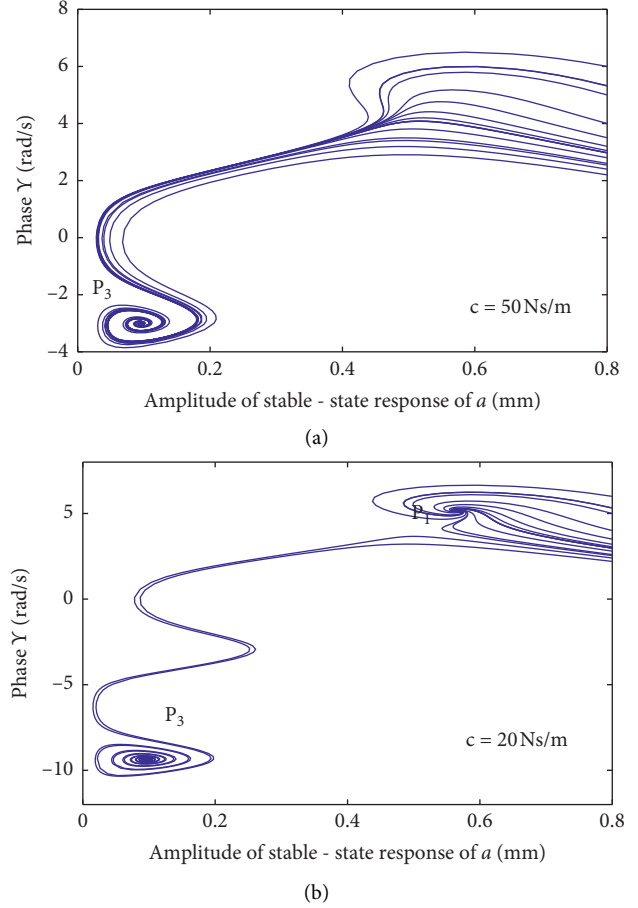 8
6
4
2
0
−2
−4
Phase ϒ (rad/s)
P3
c = 50 Ns/m
0 0.2 0.4 0.6 0.8
Amplitude of stable - state response of a (mm)
(a)
5
0
−5
−10
Phase ϒ (rad/s)
P1
P3
c = 20 Ns/m
0 0.2 0.4 0.6 0.8
Amplitude of stable - state response of a (mm)
(b)